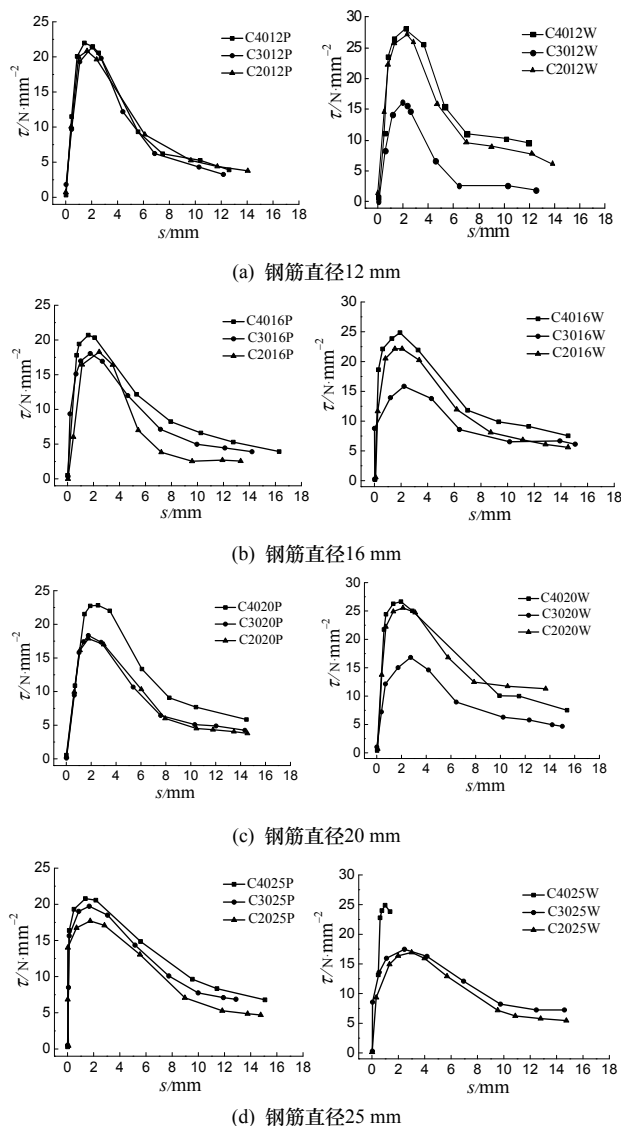 25
20
15
10
5
0
τ/N·mm⁻²
C4012P
C3012P
C2012P
0 2 4 6 8 10 12 14 16 18
s/mm
30
25
20
15
10
5
0
τ/N·mm⁻²
C4012W
C3012W
C2012W
0 2 4 6 8 10 12 14 16 18
s/mm
(a) 钢筋直径12 mm
25
20
15
10
5
0
τ/N·mm⁻²
C4016P
C3016P
C2016P
0 2 4 6 8 10 12 14 16 18
s/mm
30
25
20
15
10
5
0
τ/N·mm⁻²
C4016W
C3016W
C2016W
0 2 4 6 8 10 12 14 16 18
s/mm
(b) 钢筋直径16 mm
25
20
15
10
5
0
τ/N·mm⁻²
C4020P
C3020P
C2020P
0 2 4 6 8 10 12 14 16 18
s/mm
30
25
20
15
10
5
0
τ/N·mm⁻²
C4020W
C3020W
C2020W
0 2 4 6 8 10 12 14 16 18
s/mm
(c) 钢筋直径20 mm
25
20
15
10
5
0
τ/N·mm⁻²
C4025P
C3025P
C2025P
0 2 4 6 8 10 12 14 16 18
s/mm
30
25
20
15
10
5
0
τ/N·mm⁻²
C4025W
C3025W
C2025W
0 2 4 6 8 10 12 14 16 18
s/mm
(d) 钢筋直径25 mm